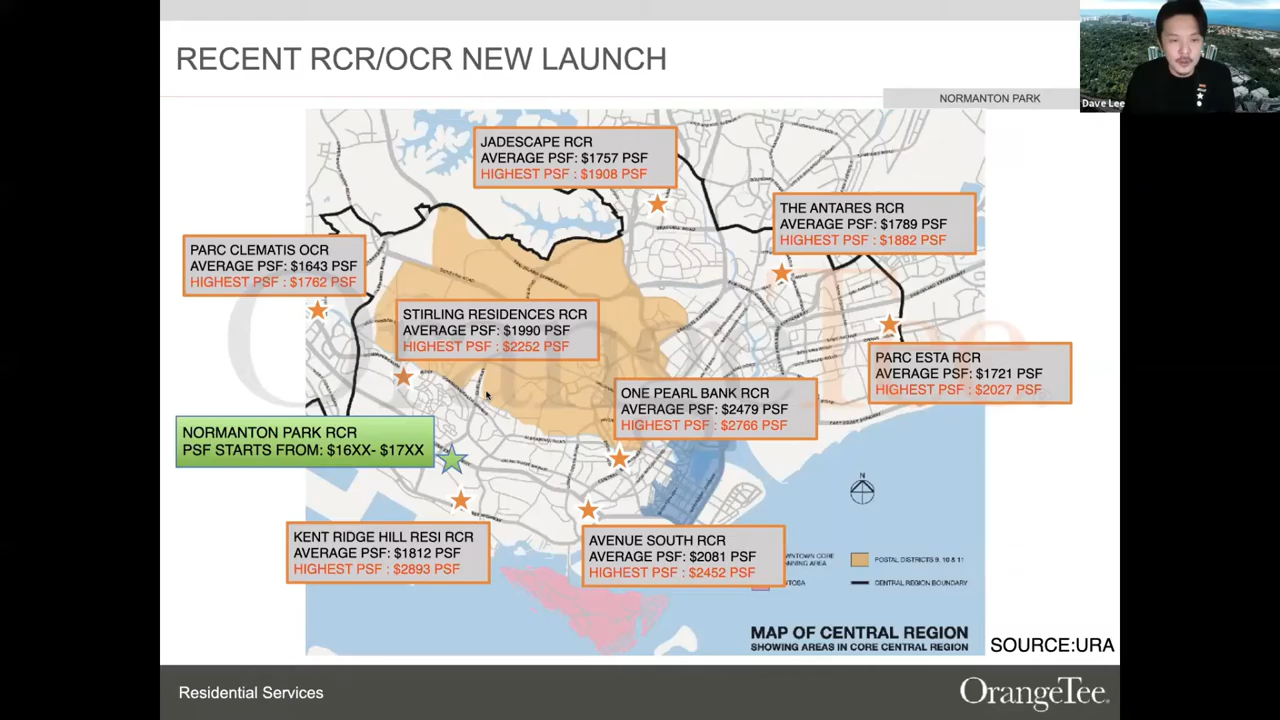 RECENT RCR/OCR NEW LAUNCH
Dave Lee
NORMANTON PARK
JADESCAPE RCR
AVERAGE PSF: $1757 PSF
HIGHEST PSF : $1908 PSF
THE ANTARES RCR
AVERAGE PSF: $1789 PSF
HIGHEST PSF : $1882 PSF
PARC CLEMATIS OCR
AVERAGE PSF: $1643 PSF
HIGHEST PSF : $1762 PSF
STIRLING RESIDENCES RCR
AVERAGE PSF: $1990 PSF
HIGHEST PSF : $2252 PSF
PARC ESTA RCR
AVERAGE PSF: $1721 PSF
HIGHEST PSF : $2027 PSF
ONE PEARL BANK RCR
AVERAGE PSF: $2479 PSF
HIGHEST PSF : $2766 PSF
NORMANTON PARK RCR
PSF STARTS FROM: $16XX- $17XX
N
KENT RIDGE HILL RESI RCR
AVERAGE PSF: $1812 PSF
HIGHEST PSF : $2893 PSF
AVENUE SOUTH RCR
AVERAGE PSF: $2081 PSF
HIGHEST PSF : $2452 PSF
POSTAL DISTRICTS 9, 10 & 11
CENTRAL REGION BOUNDARY
MAP OF CENTRAL REGION
SHOWING AREAS IN CORE CENTRAL REGION
SOURCE:URA
Residential Services
OrangeTee